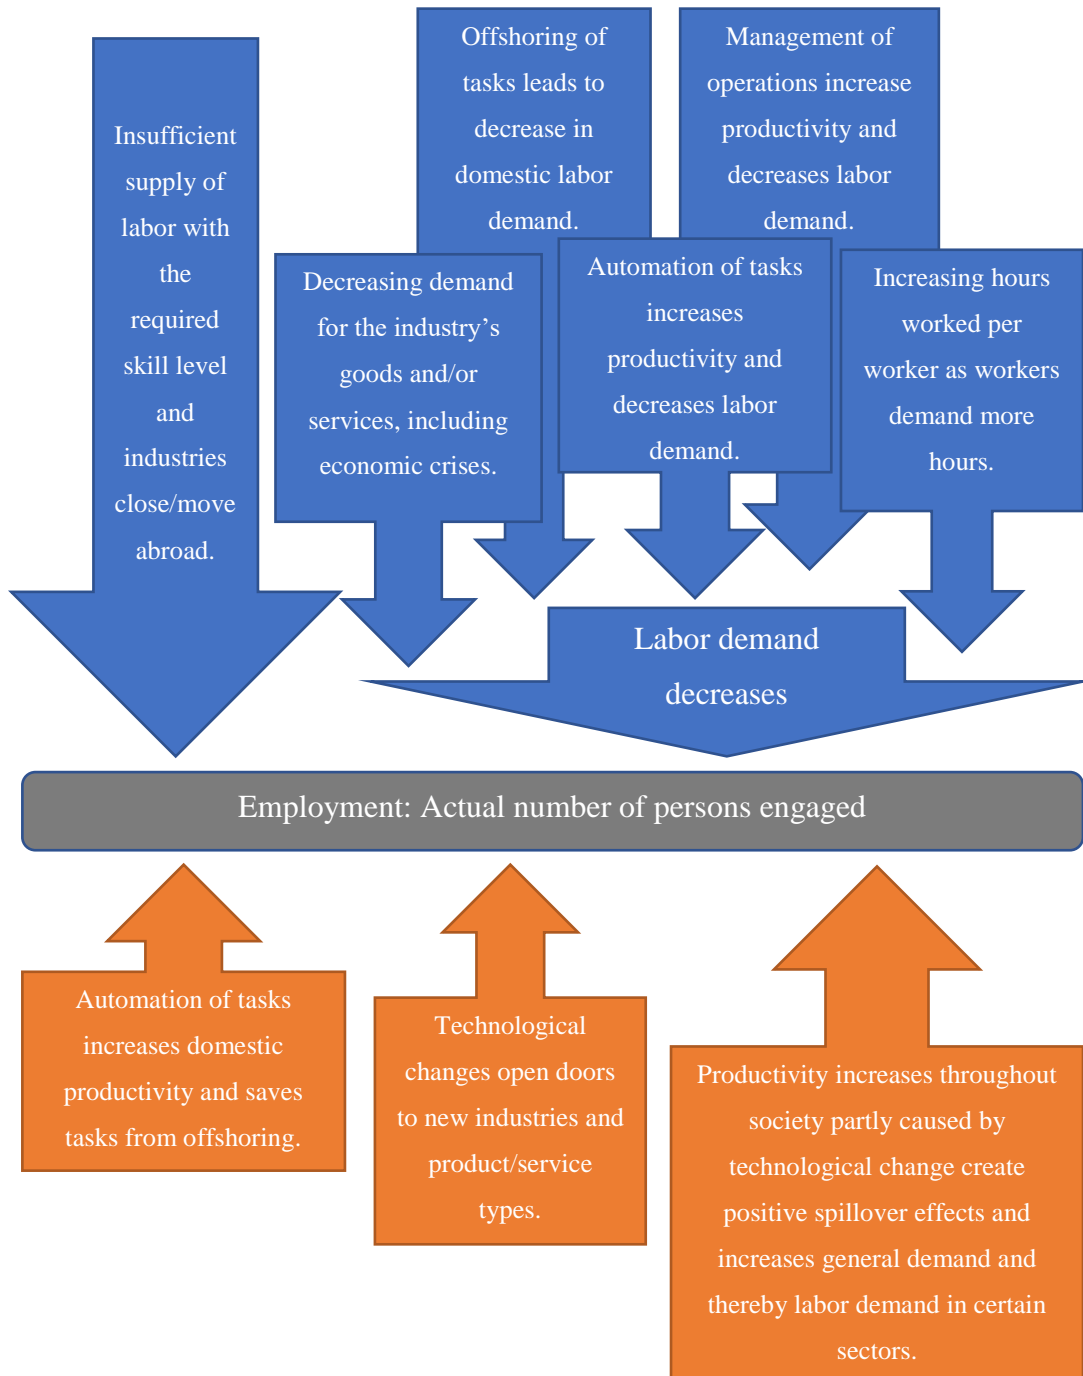 Insufficient
supply of
labor with
the
required
skill level
and
industries
close/move
abroad.
Offshoring of
tasks leads to
decrease in
domestic labor
demand.
Management of
operations increase
productivity and
decreases labor
demand.
Decreasing demand
for the industry’s
goods and/or
services, including
economic crises.
Automation of tasks
increases
productivity and
decreases labor
demand.
Increasing hours
worked per
worker as workers
demand more
hours.
Labor demand
decreases
Employment: Actual number of persons engaged
Automation of tasks
increases domestic
productivity and saves
tasks from offshoring.
Technological
changes open doors
to new industries and
product/service
types.
Productivity increases throughout
society partly caused by
technological change create
positive spillover effects and
increases general demand and
thereby labor demand in certain
sectors.